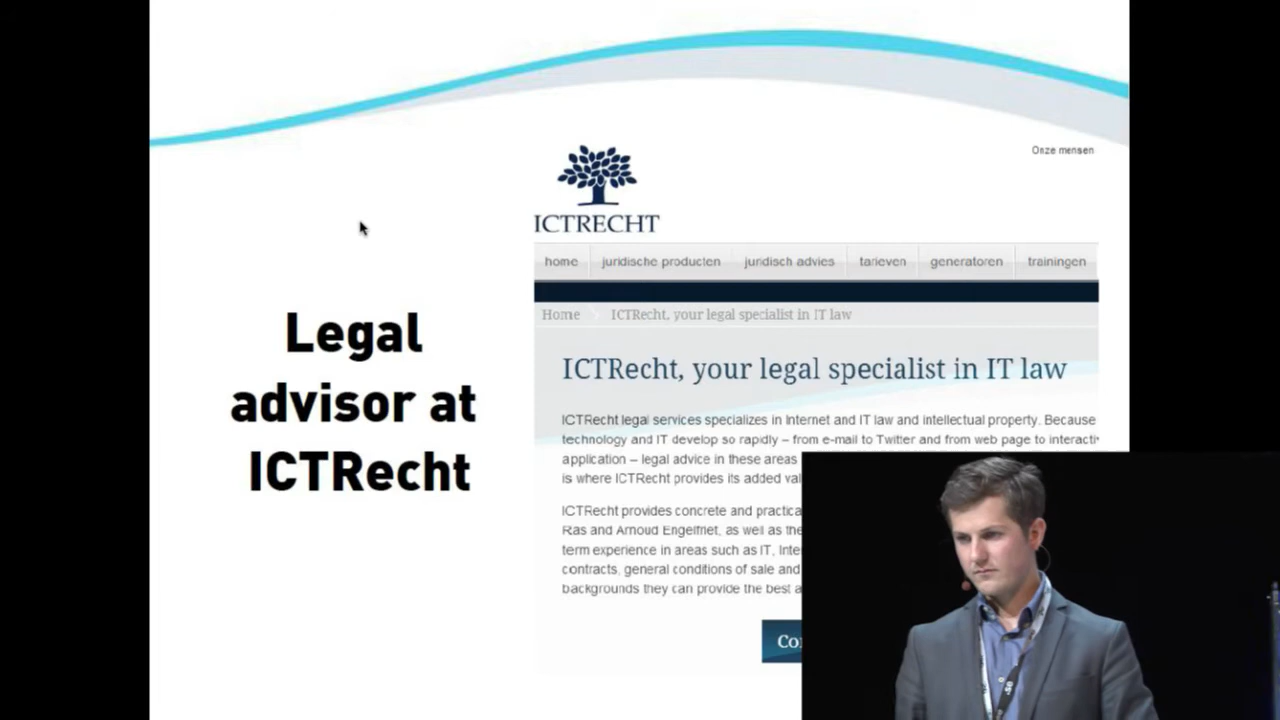 Onze mensen
ICTRECHT
home juridische producten juridisch advies tarieven generatoren trainingen
Home ICTRecht, your legal specialist in IT law
Legal
advisor at
ICTRecht
ICTRecht, your legal specialist in IT law
ICTRecht legal services specializes in Internet and IT law and intellectual property. Because
technology and IT develop so rapidly – from e-mail to Twitter and from web page to interacti
application – legal advice in these areas
is where ICTRecht provides its added val
ICTRecht provides concrete and practica
Ras and Arnoud Engelfriet, as well as the
term experience in areas such as IT, Inte
contracts, general conditions of sale and
backgrounds they can provide the best a
Co
.se